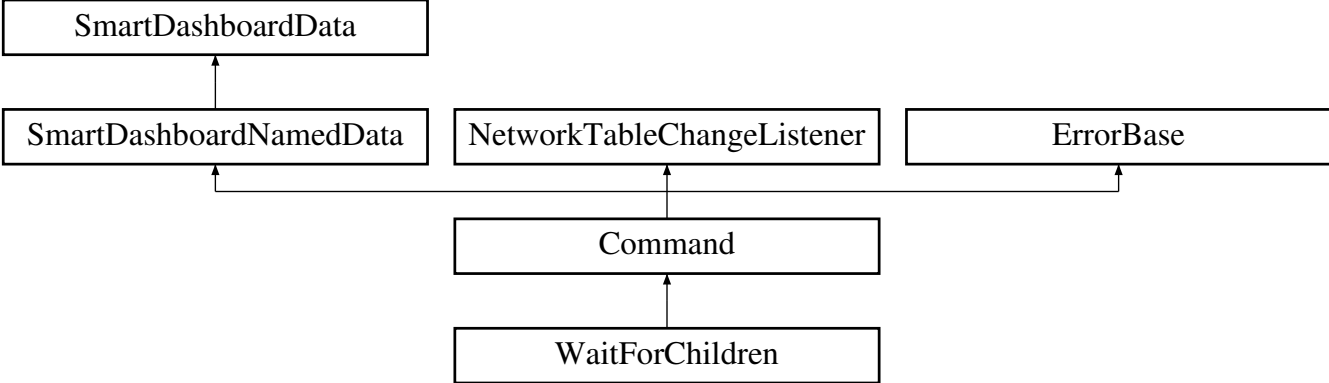 SmartDashboardData
SmartDashboardNamedData
NetworkTableChangeListener
ErrorBase
Command
WaitForChildren